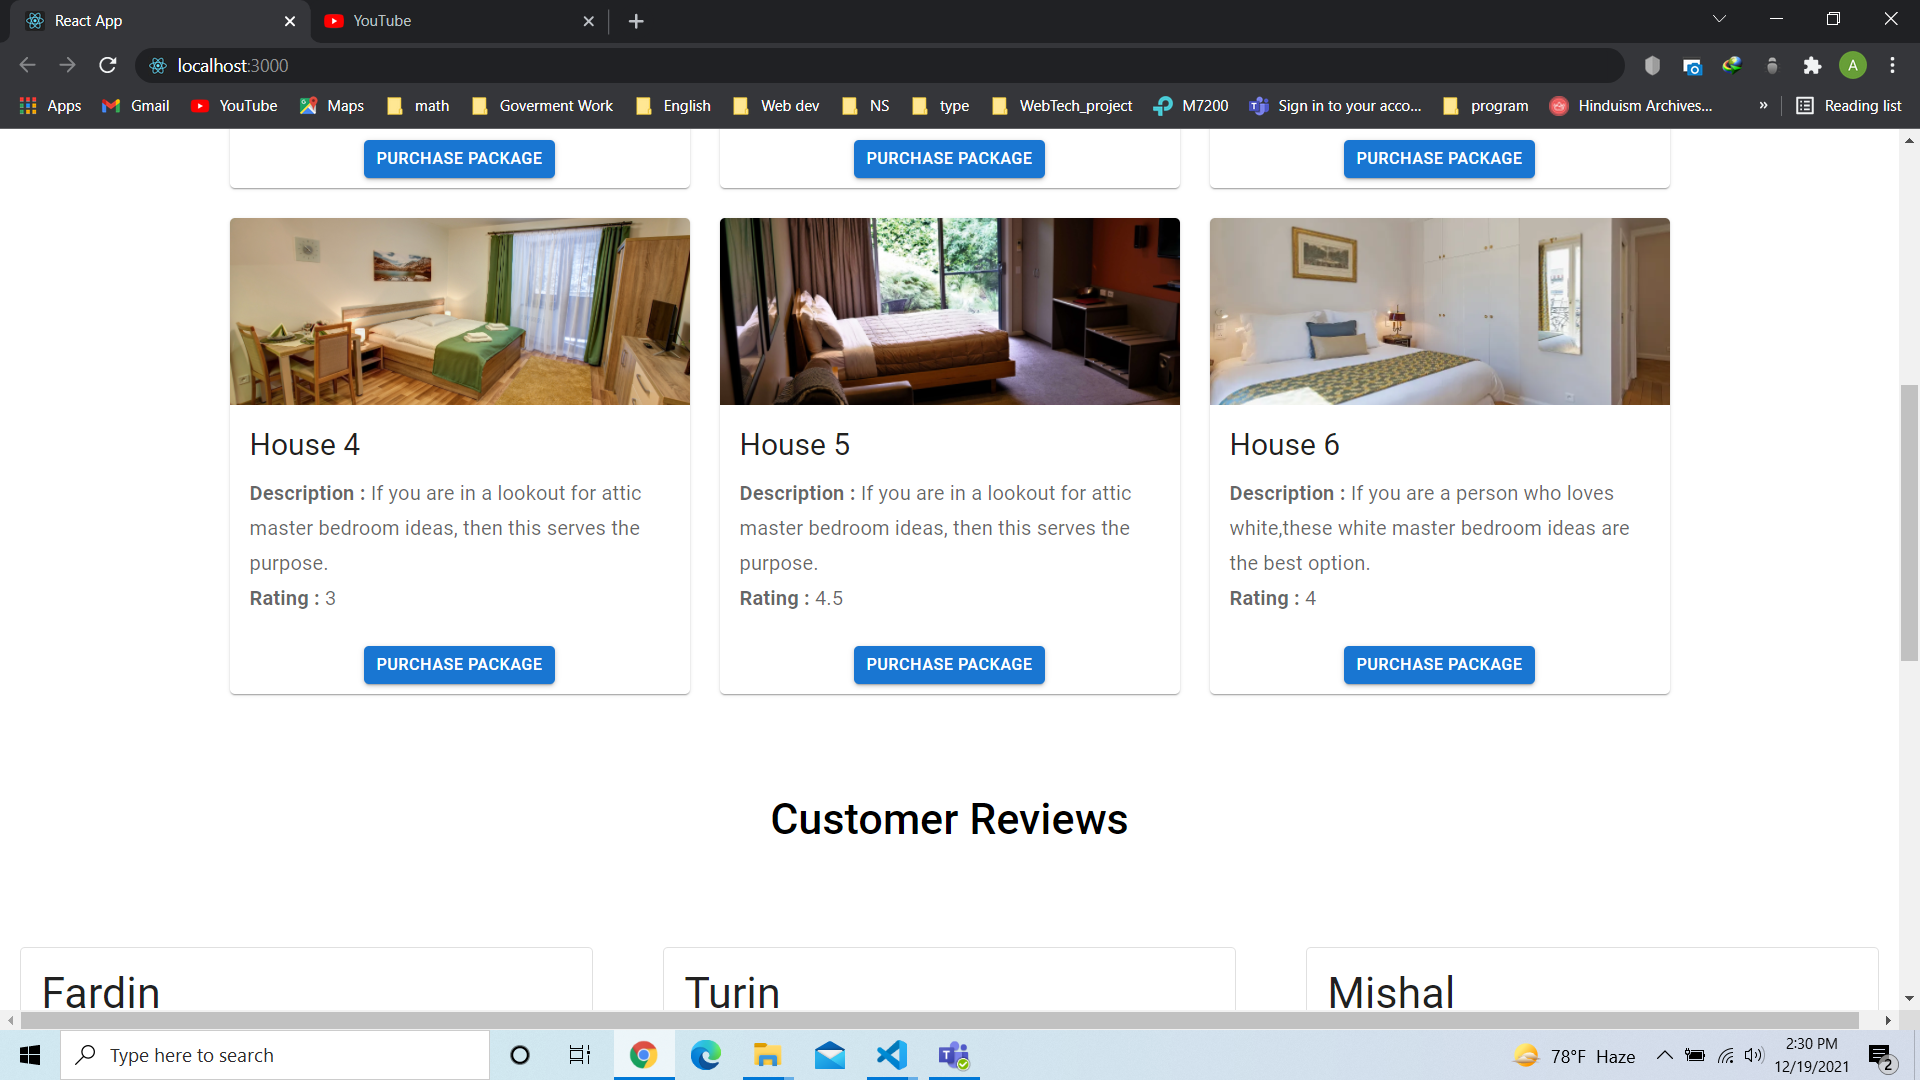 React App
YouTube
localhost:3000
A
Apps
Gmail
YouTube
Maps
math
Goverment Work
English
Web dev
NS
type
WebTech_project
M7200
Sign in to your acco...
program
Hinduism Archives...
»
Reading list
PURCHASE PACKAGE
PURCHASE PACKAGE
PURCHASE PACKAGE
House 4
Description : If you are in a lookout for attic
master bedroom ideas, then this serves the
purpose.
Rating : 3
PURCHASE PACKAGE
House 5
Description : If you are in a lookout for attic
master bedroom ideas, then this serves the
purpose.
Rating : 4.5
PURCHASE PACKAGE
House 6
Description : If you are a person who loves
white,these white master bedroom ideas are
the best option.
Rating : 4
PURCHASE PACKAGE
Customer Reviews
Fardin
Turin
Mishal
Type here to search
78°F Haze
2:30 PM
12/19/2021
2